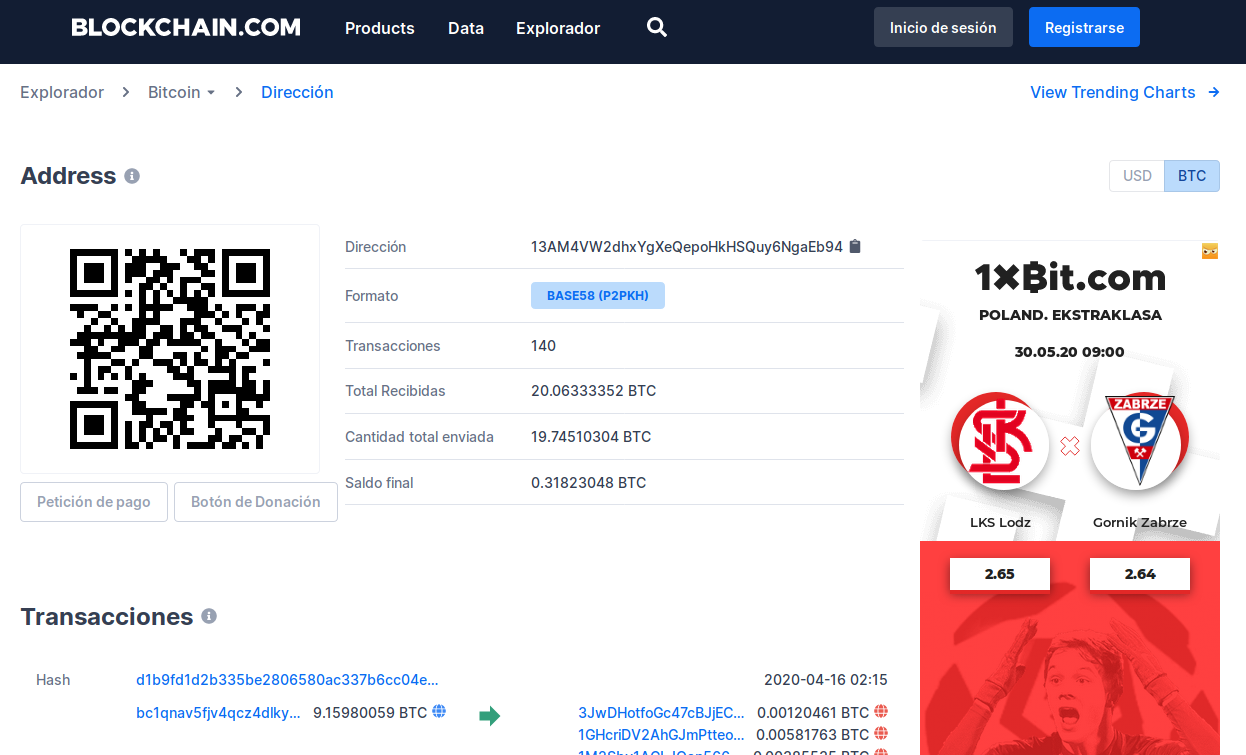 BLOCKCHAIN.COM Products Data Explorador Inicio de sesión Registrarse
Explorador > Bitcoin > Dirección View Trending Charts →
Address USD BTC
Dirección 13AM4VW2dhxYgXeQepoHkHSQuy6NgaEb94
Formato BASE58 (P2PKH)
Transacciones 140
Total Recibidas 20.06333352 BTC
Cantidad total enviada 19.74510304 BTC
Saldo final 0.31823048 BTC
Petición de pago Botón de Donación
1×Bit.com
POLAND. EKSTRAKLASA
30.05.20 09:00
ZABRZE
G
LKS Lodz Gornik Zabrze
2.65 2.64
Transacciones
Hash d1b9fd1d2b335be2806580ac337b6cc04e... 2020-04-16 02:15
bc1qnav5fjv4qcz4dlky... 9.15980059 BTC 3JwDHotfoGc47cBJjEC... 0.00120461 BTC
1GHcriDV2AhGJmPtteo... 0.00581763 BTC